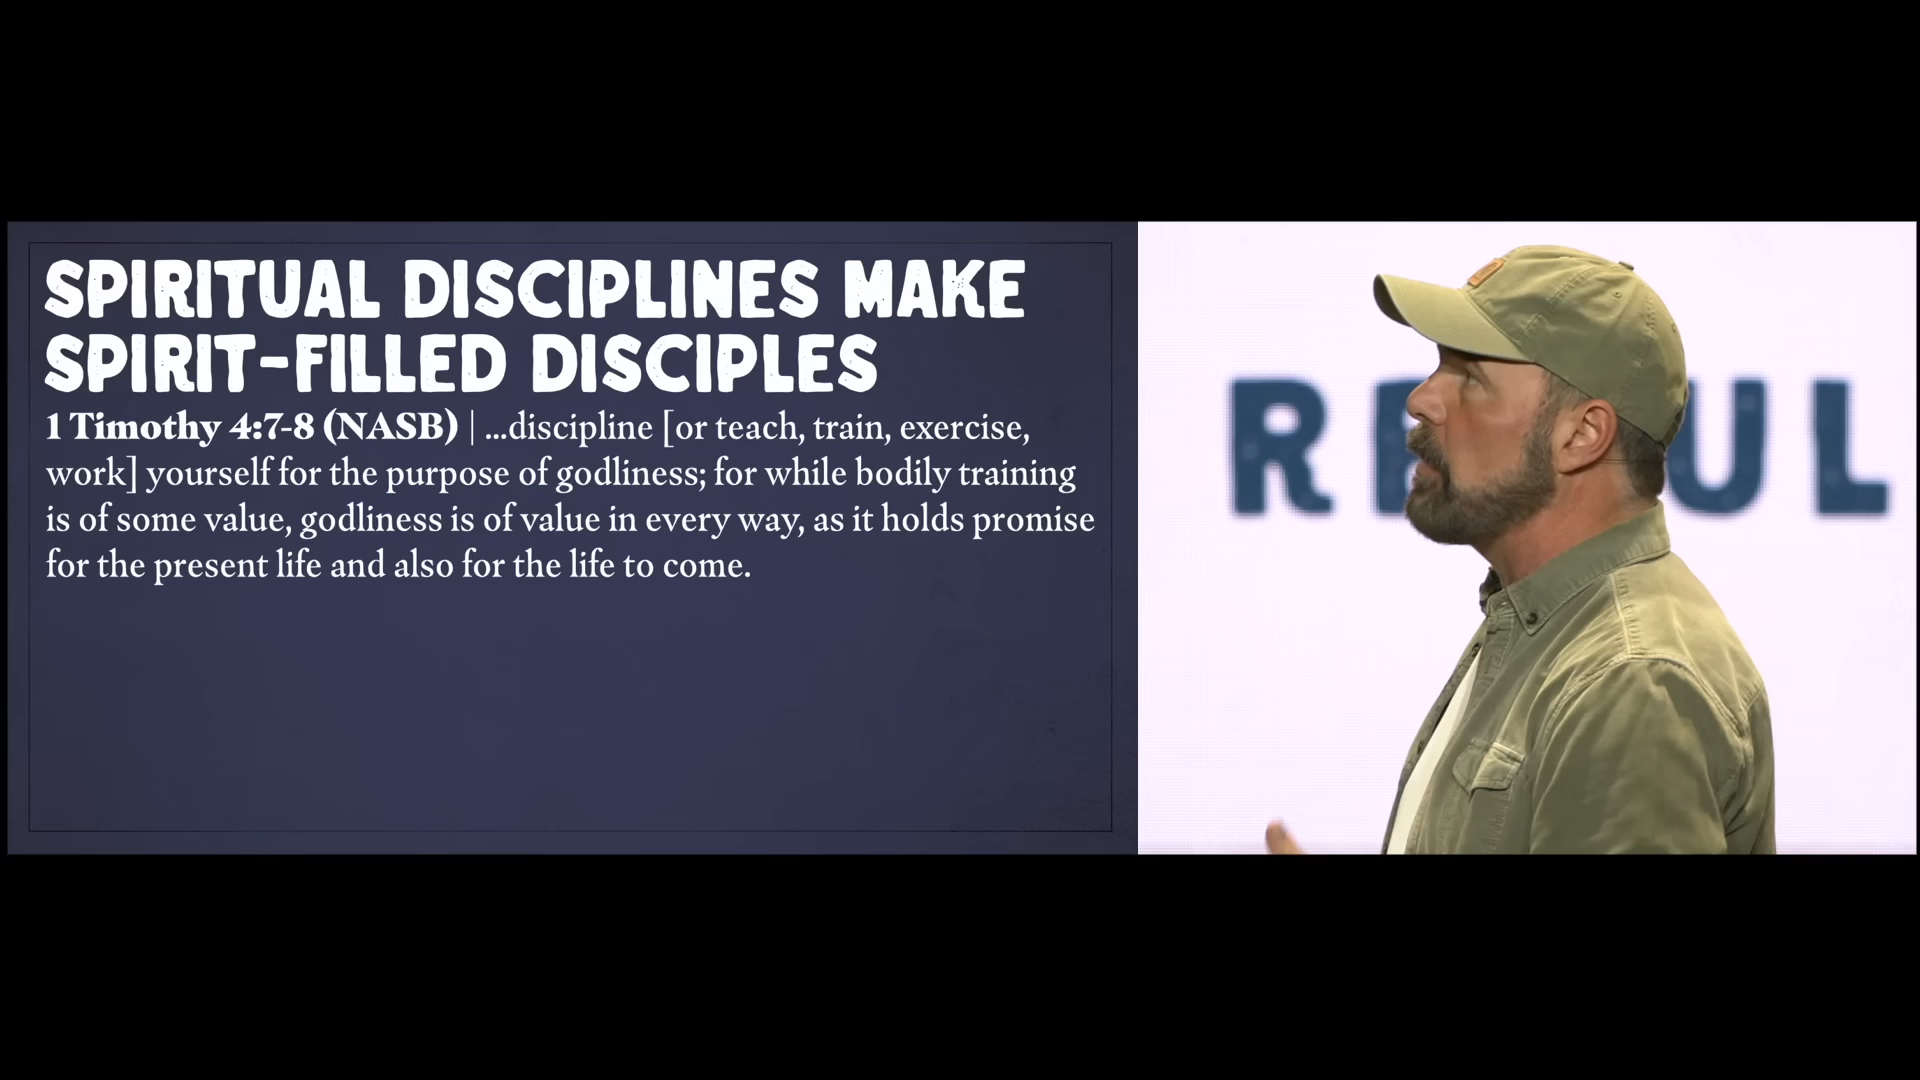 SPIRITUAL DISCIPLINES MAKE
SPIRIT-FILLED DISCIPLES
1 Timothy 4:7-8 (NASB) | ...discipline [or teach, train, exercise,
work] yourself for the purpose of godliness; for while bodily training
is of some value, godliness is of value in every way, as it holds promise
for the present life and also for the life to come.